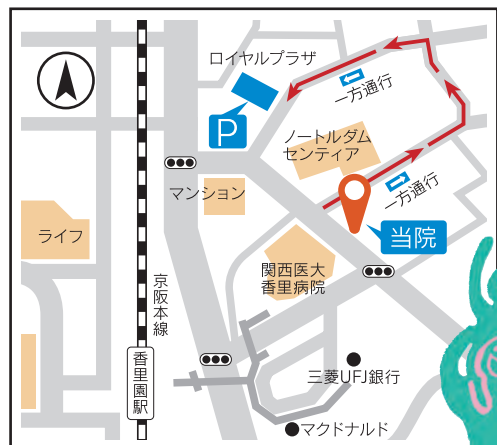 ロイヤルプラザ
一方通行
P
ノートルダム
センティア
マンション
一方通行
当院
ライフ
関西医大
香里病院
京阪本線
香里園駅
三菱UFJ銀行
マクドナルド